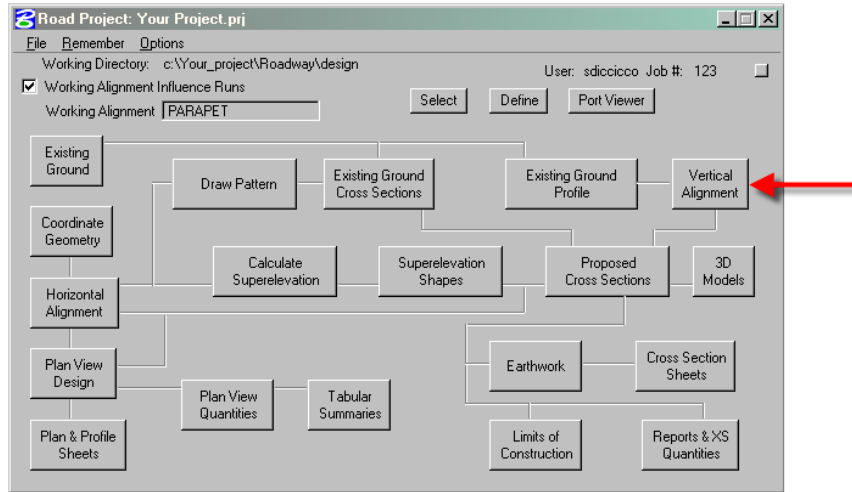 Road Project: Your Project.prj
File Remember Options
Working Directory: c:\Your_project\Roadway\design
User: sdiccicco Job #: 123
Working Alignment Influence Runs
Working Alignment PARAPET
Select Define Port Viewer
Existing
Ground
Draw Pattern
Existing Ground
Cross Sections
Existing Ground
Profile
Vertical
Alignment
Coordinate
Geometry
Calculate
Superelevation
Superelevation
Shapes
Proposed
Cross Sections
3D
Models
Horizontal
Alignment
Plan View
Design
Earthwork
Cross Section
Sheets
Plan View
Quantities
Tabular
Summaries
Plan & Profile
Sheets
Limits of
Construction
Reports & XS
Quantities